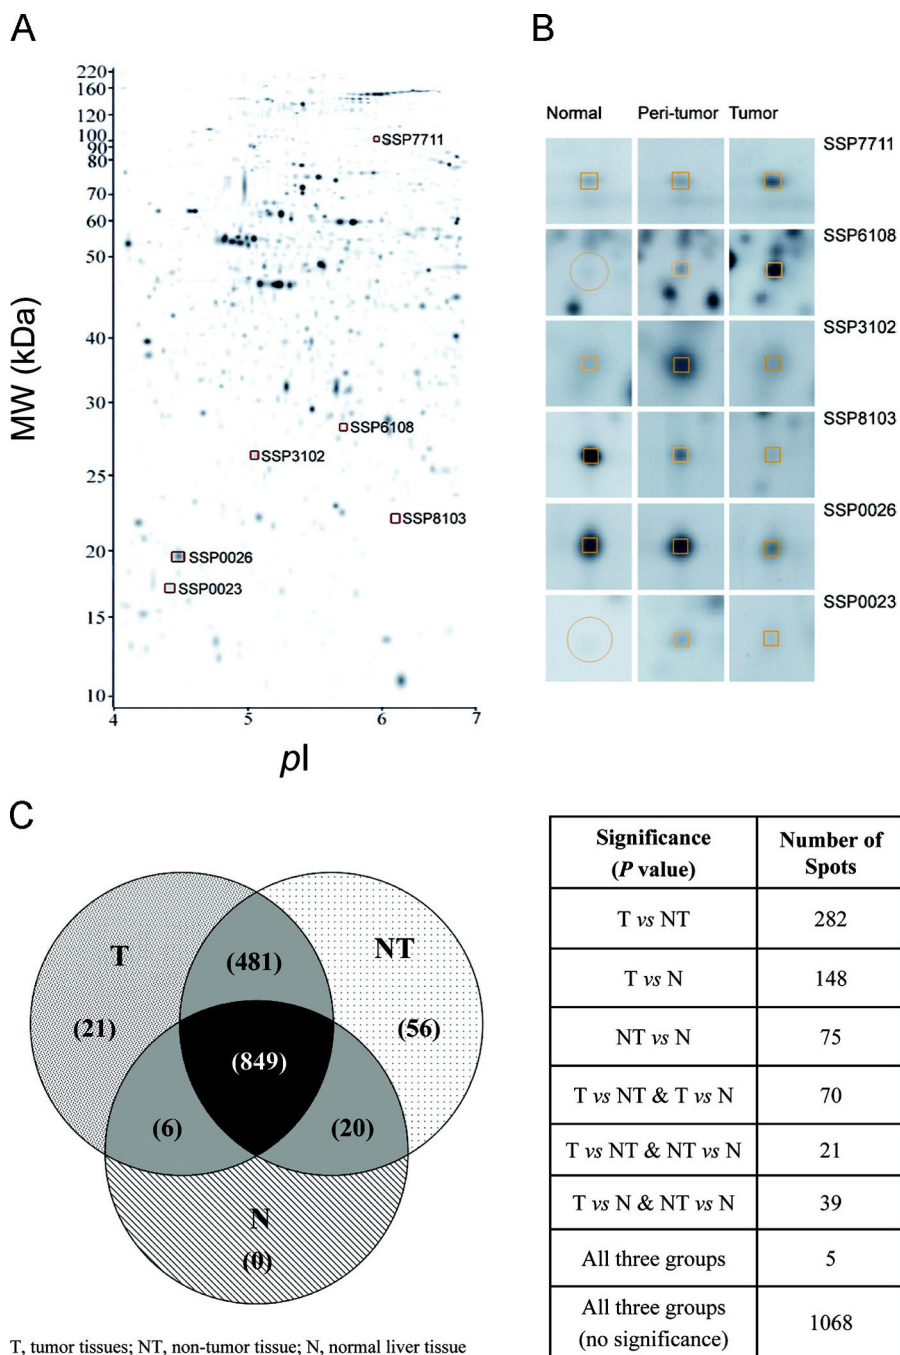 A
220
160
120
100
90
80
70
60
50
40
30
25
20
15
10
MW (kDa)
SSP7711
SSP6108
SSP3102
SSP8103
SSP0026
SSP0023
4 5 6 7
pI
B
Normal Peri-tumor Tumor
SSP7711
SSP6108
SSP3102
SSP8103
SSP0026
SSP0023
C
T
NT
(481)
(21)
(56)
(849)
(6)
(20)
N
(0)
T, tumor tissues; NT, non-tumor tissue; N, normal liver tissue
Significance Number of
(P value) Spots
T vs NT 282
T vs N 148
NT vs N 75
T vs NT & T vs N 70
T vs NT & NT vs N 21
T vs N & NT vs N 39
All three groups 5
All three groups
(no significance) 1068